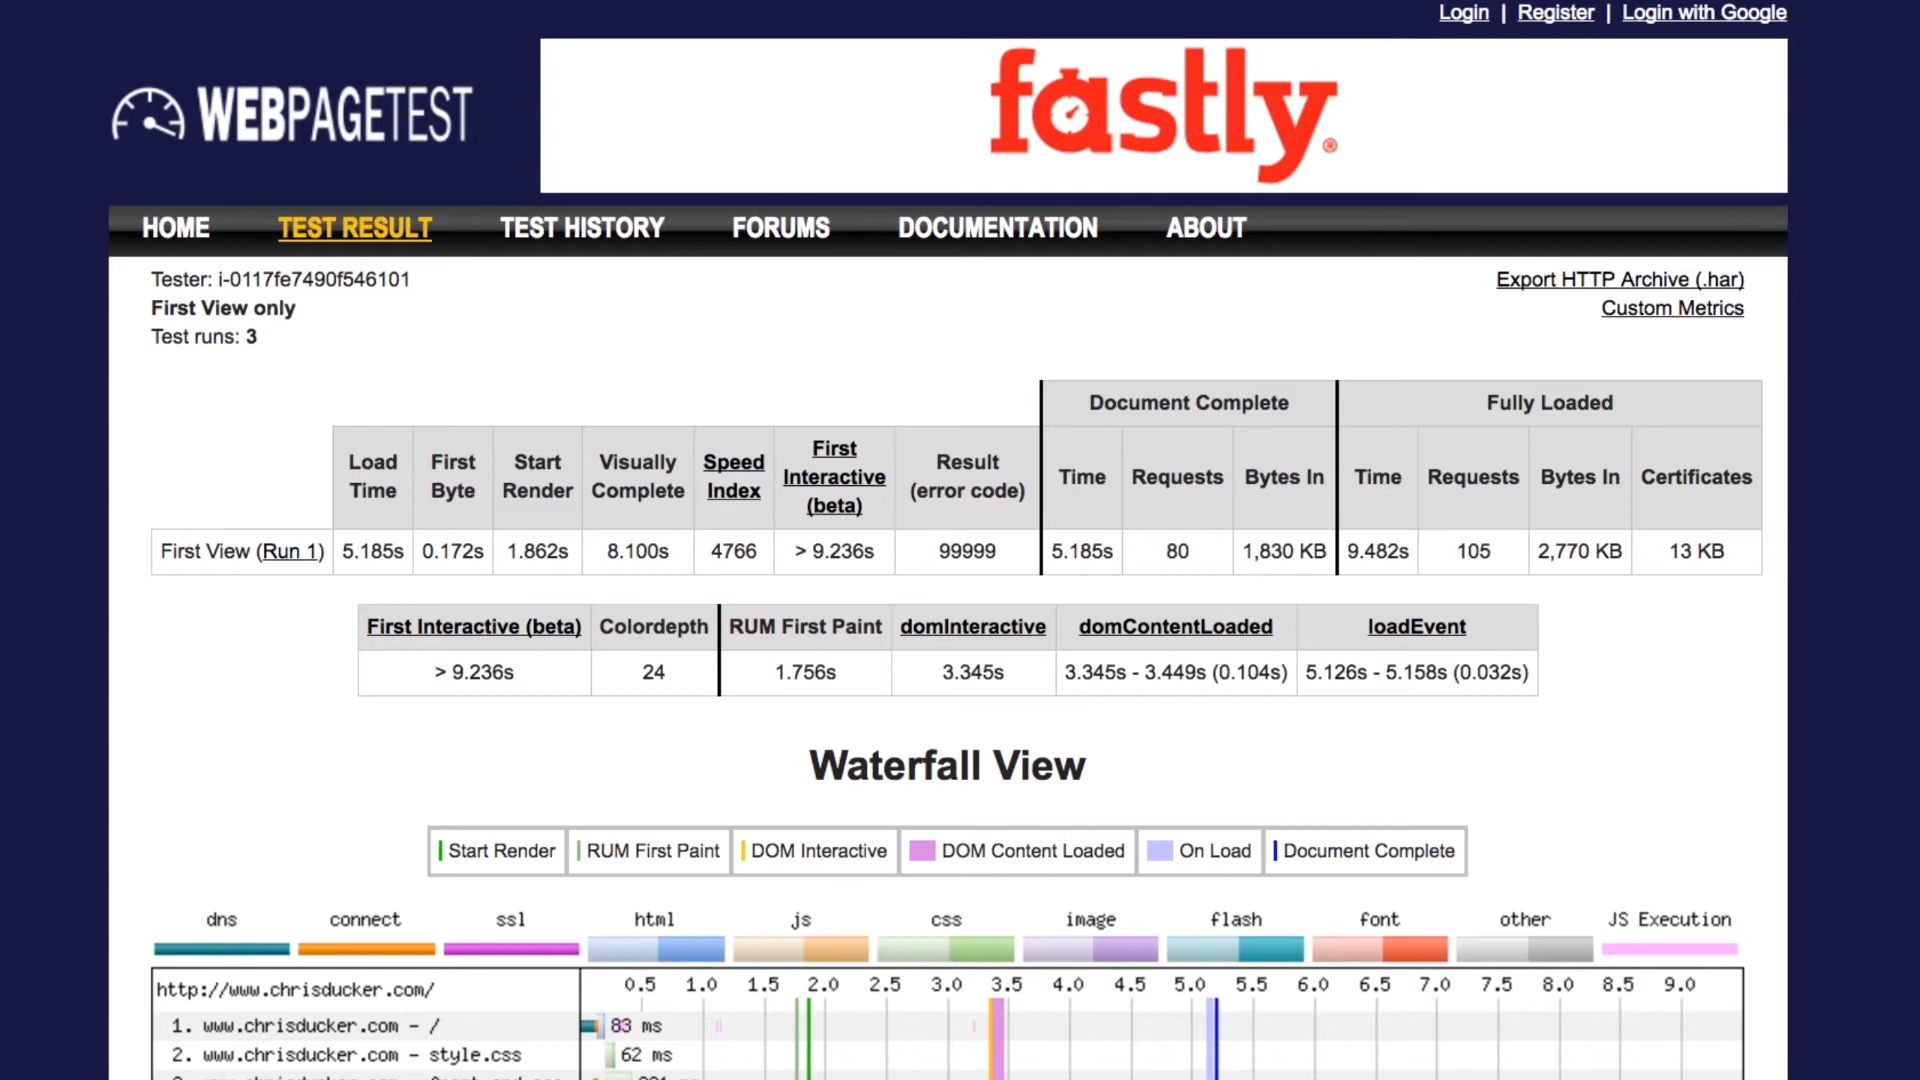 Login | Register | Login with Google
WEBPAGETEST
fastly®
HOME TEST RESULT TEST HISTORY FORUMS DOCUMENTATION ABOUT
Tester: i-0117fe7490f546101
First View only
Test runs: 3
Export HTTP Archive (.har)
Custom Metrics
Document Complete Fully Loaded
Load Time First Byte Start Render Visually Complete Speed Index First Interactive (beta) Result (error code) Time Requests Bytes In Time Requests Bytes In Certificates
First View (Run 1) 5.185s 0.172s 1.862s 8.100s 4766 > 9.236s 99999 5.185s 80 1,830 KB 9.482s 105 2,770 KB 13 KB
First Interactive (beta) Colordepth RUM First Paint domInteractive domContentLoaded loadEvent
> 9.236s 24 1.756s 3.345s 3.345s - 3.449s (0.104s) 5.126s - 5.158s (0.032s)
Waterfall View
Start Render RUM First Paint DOM Interactive DOM Content Loaded On Load Document Complete
dns connect ssl html js css image flash font other JS Execution
http://www.chrisducker.com/ 0.5 1.0 1.5 2.0 2.5 3.0 3.5 4.0 4.5 5.0 5.5 6.0 6.5 7.0 7.5 8.0 8.5 9.0
1. www.chrisducker.com - / 83 ms
2. www.chrisducker.com - style.css 62 ms